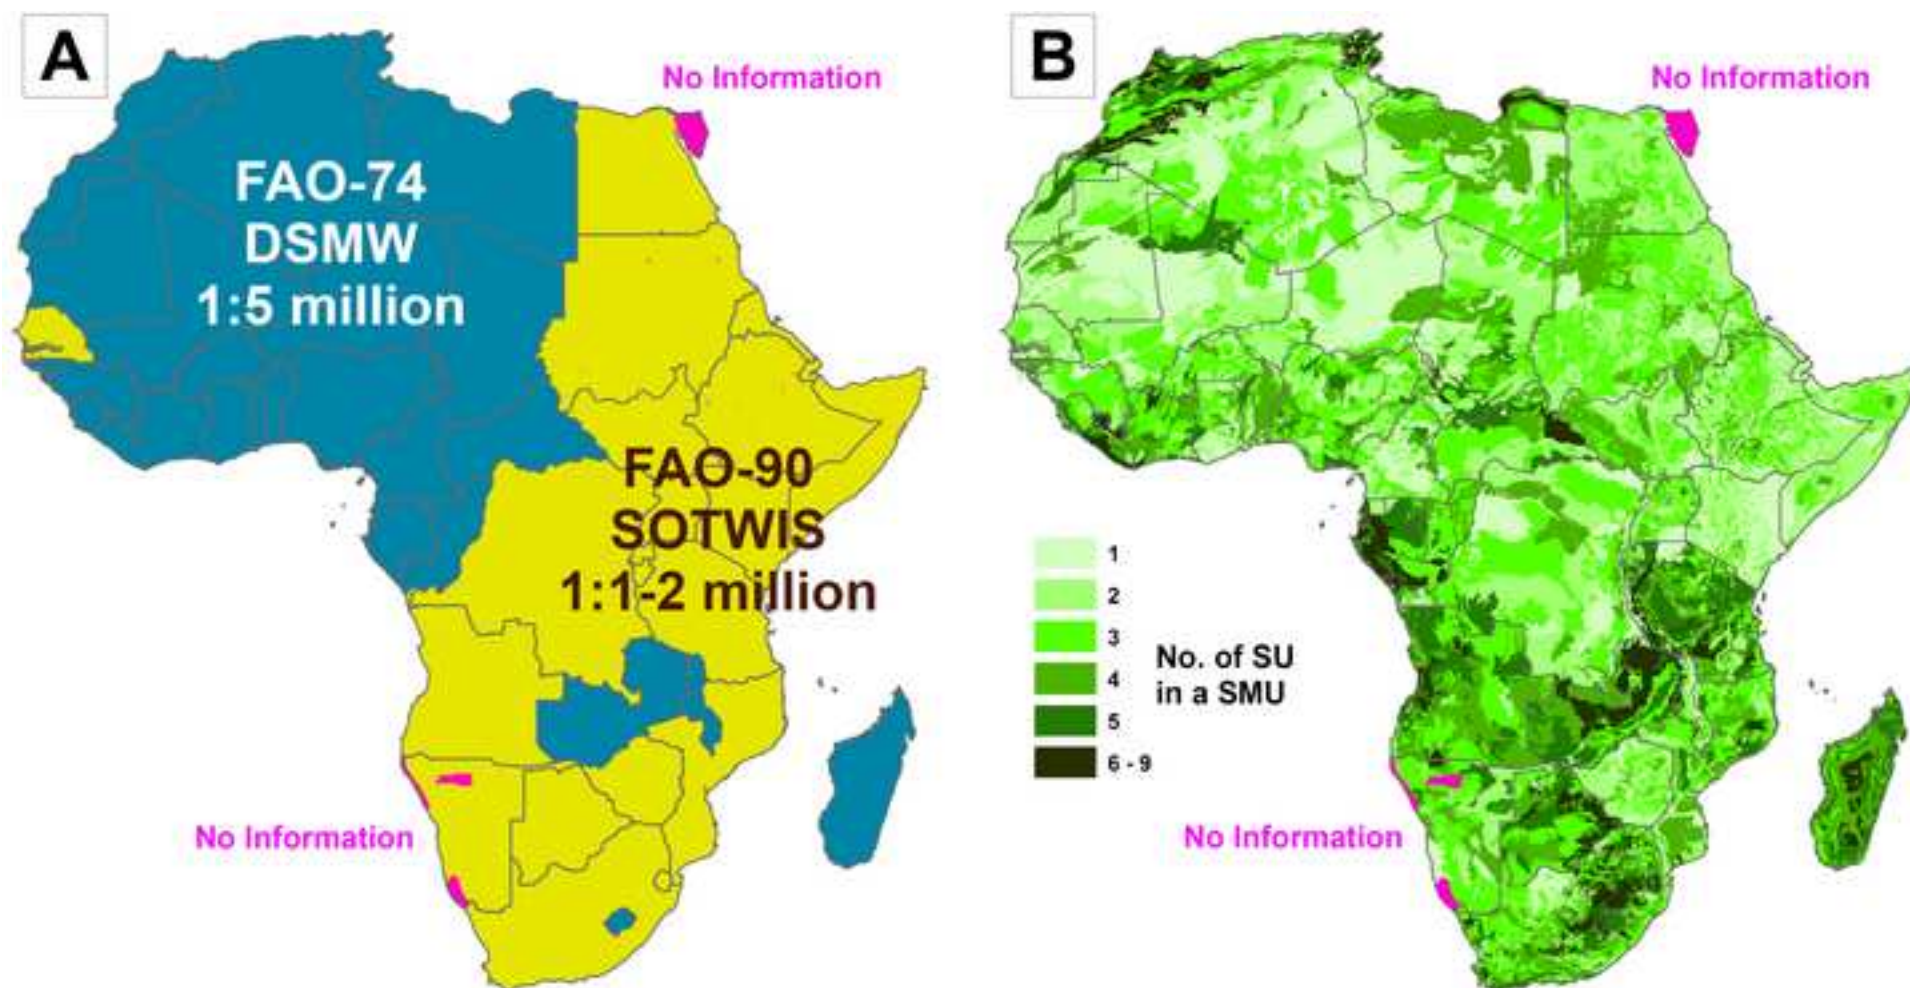 A
No Information
FAO-74
DSMW
1:5 million
FAO-90
SOTWIS
1:1-2 million
No Information
B
No Information
1
2
3
4
5
6 - 9
No. of SU
in a SMU
No Information